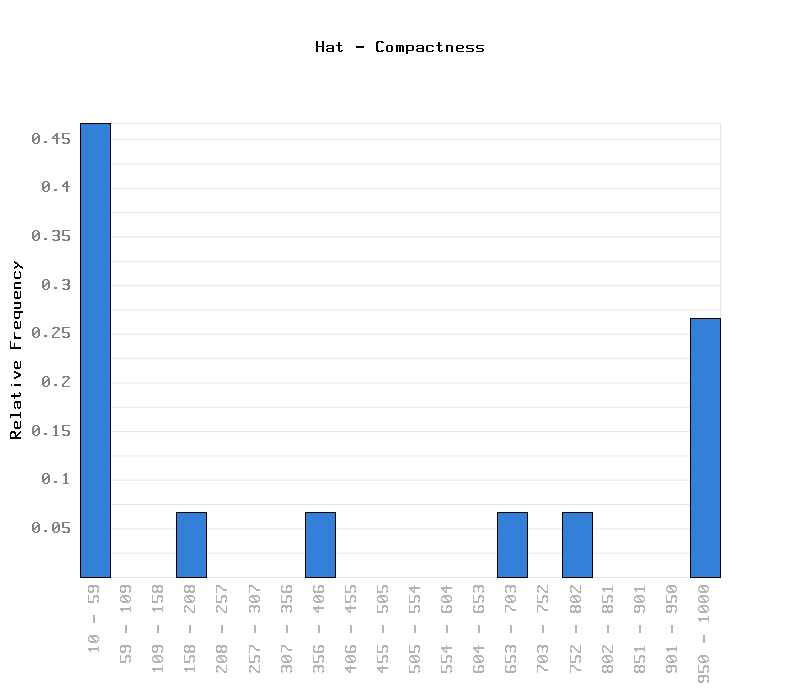 Hat - Compactness
Relative Frequency
0.45
0.4
0.35
0.3
0.25
0.2
0.15
0.1
0.05
10 - 59
59 - 109
109 - 158
158 - 208
208 - 257
257 - 307
307 - 356
356 - 406
406 - 455
455 - 505
505 - 554
554 - 604
604 - 653
653 - 703
703 - 752
752 - 802
802 - 851
851 - 901
901 - 950
950 - 1000